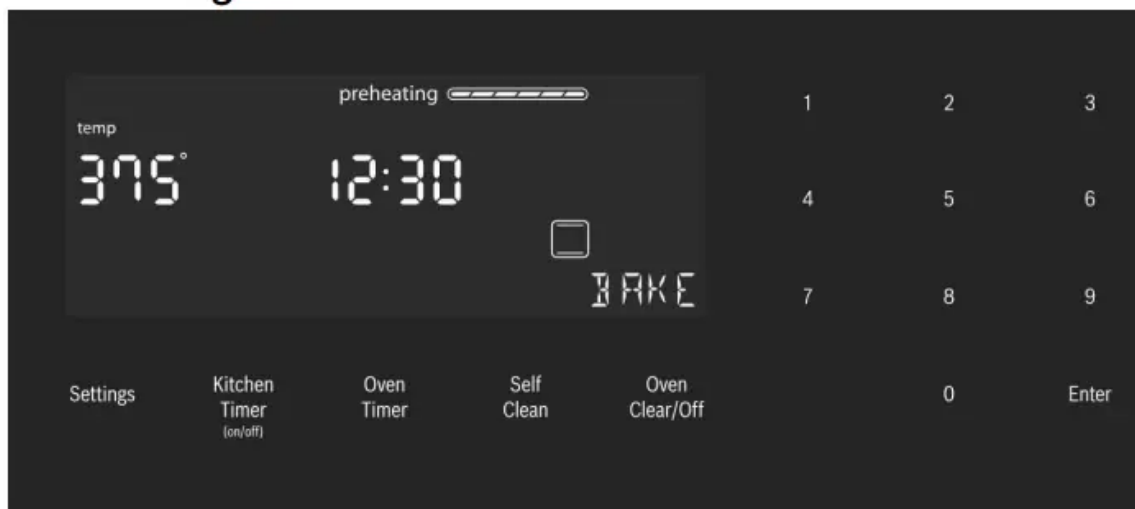 g
preheating
temp
375° 12:30
BAKE
1 2 3
4 5 6
7 8 9
0 Enter
Settings
Kitchen
Timer
(on/off)
Oven
Timer
Self
Clean
Oven
Clear/Off